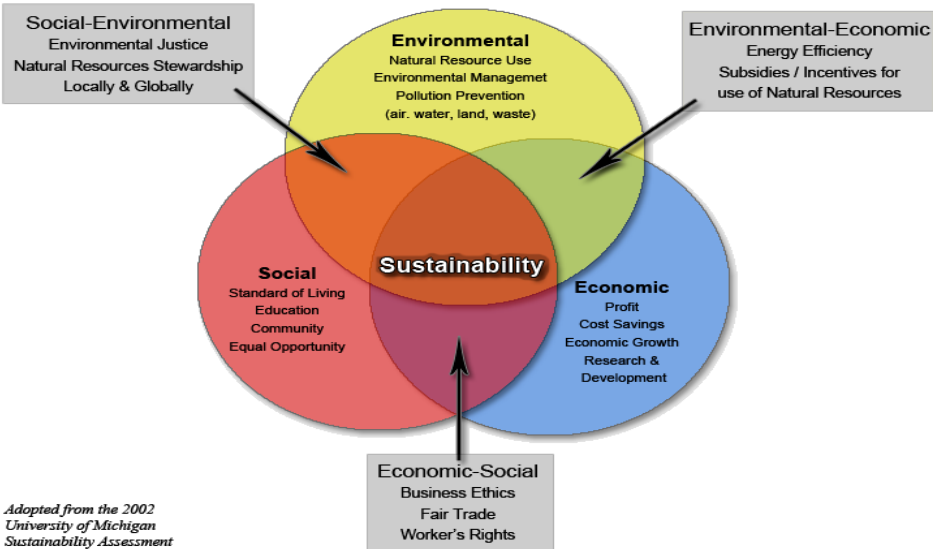 Social-Environmental
Environmental Justice
Natural Resources Stewardship
Locally & Globally
Environmental
Natural Resource Use
Environmental Managemet
Pollution Prevention
(air. water, land, waste)
Environmental-Economic
Energy Efficiency
Subsidies / Incentives for
use of Natural Resources
Sustainability
Social
Standard of Living
Education
Community
Equal Opportunity
Economic
Profit
Cost Savings
Economic Growth
Research &
Development
Economic-Social
Business Ethics
Fair Trade
Worker's Rights
Adopted from the 2002
University of Michigan
Sustainability Assessment